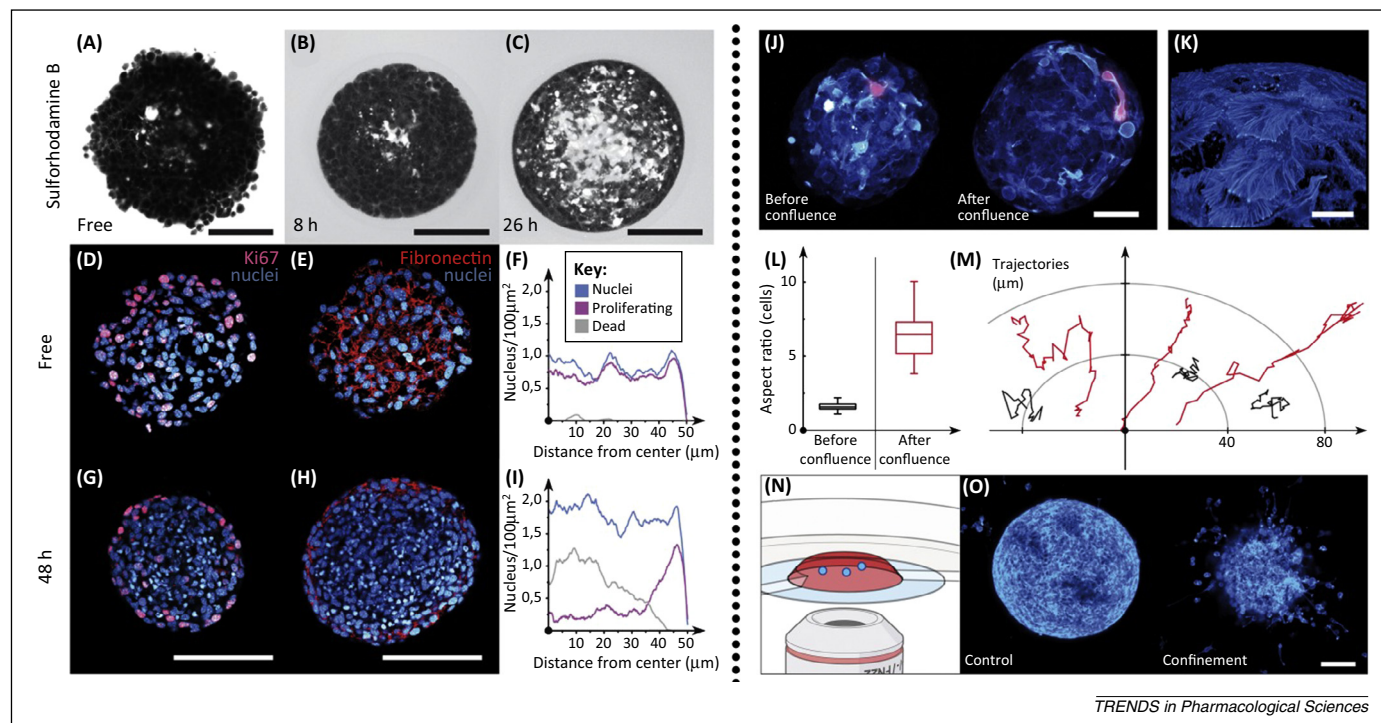 Sulforhodamine B
(A)
Free
(B)
8 h
(C)
26 h
Free
(D) Ki67
nuclei
(E) Fibronectin
nuclei
(F)
Nucleus/100μm²
2,0
1,5
1,0
0,5
0
Key:
Nuclei
Proliferating
Dead
10 20 30 40 50
Distance from center (μm)
48 h
(G)
(H)
(I)
Nucleus/100μm²
2,0
1,5
1,0
0,5
0
10 20 30 40 50
Distance from center (μm)
(J)
Before
confluence
After
confluence
(K)
(L)
Aspect ratio (cells)
10
5
0
Before
confluence
After
confluence
(M) Trajectories
(μm)
40 80
(N)
(O)
Control
Confinement
TRENDS in Pharmacological Sciences